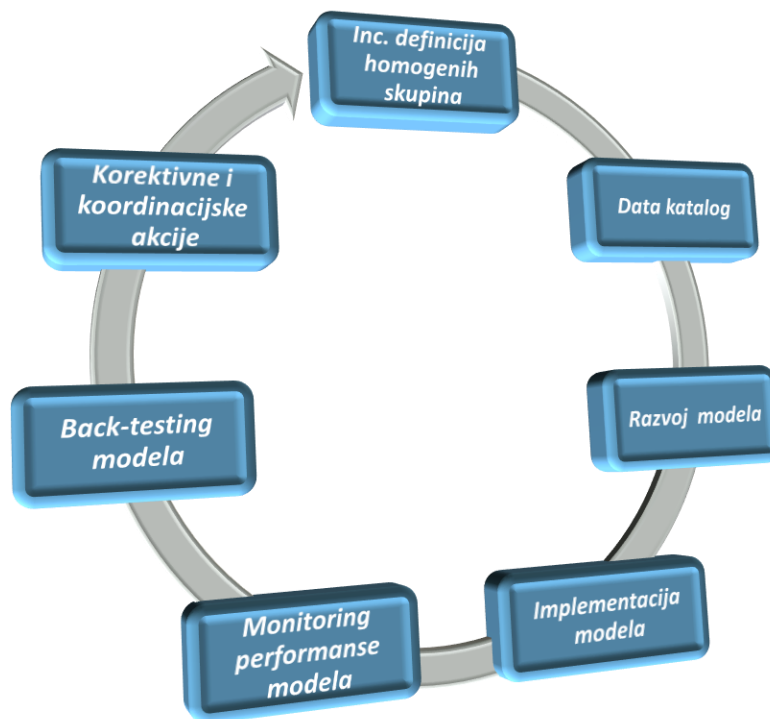 Inc. definicija
homogenih
skupina
Data katalog
Razvoj modela
Implementacija
modela
Monitoring
performanse
modela
Back-testing
modela
Korektivne i
koordinacijske
akcije